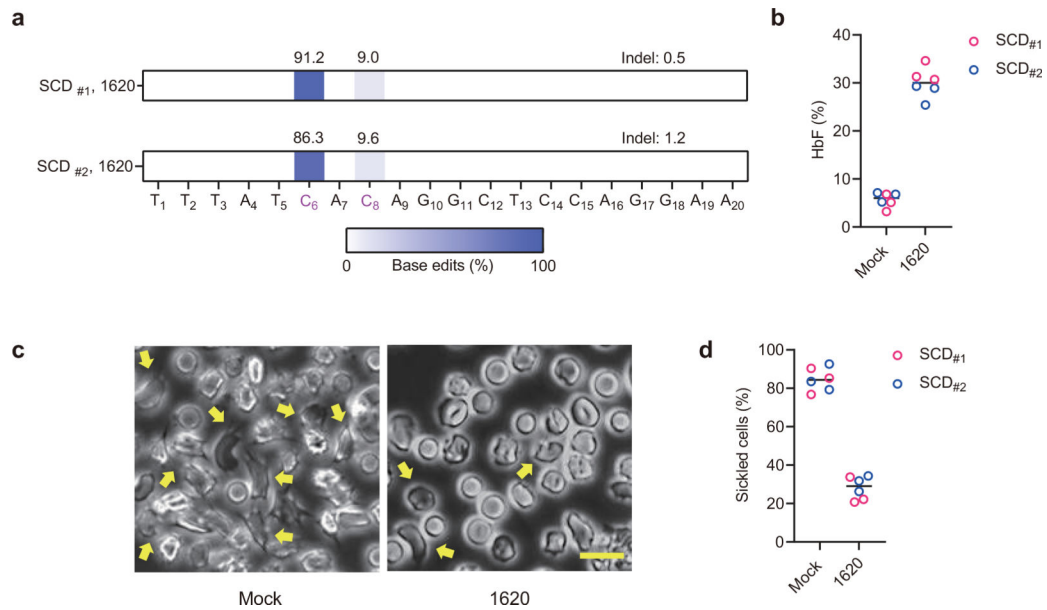 a
91.2 9.0 Indel: 0.5
SCD #1, 1620
86.3 9.6 Indel: 1.2
SCD #2, 1620
T1 T2 T3 A4 T5 C6 A7 C8 A9 G10 G11 C12 T13 C14 C15 A16 G17 G18 A19 A20
0 Base edits (%) 100
b
HbF (%)
40
30
20
10
0
Mock 1620
SCD#1
SCD#2
c
Mock 1620
d
Sickled cells (%)
100
80
60
40
20
0
Mock 1620
SCD#1
SCD#2